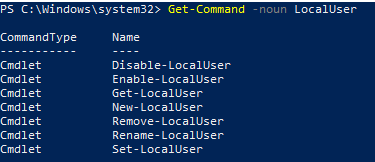 PS C:\Windows\system32> Get-Command -noun LocalUser
CommandType     Name
-----------     ----
Cmdlet          Disable-LocalUser
Cmdlet          Enable-LocalUser
Cmdlet          Get-LocalUser
Cmdlet          New-LocalUser
Cmdlet          Remove-LocalUser
Cmdlet          Rename-LocalUser
Cmdlet          Set-LocalUser